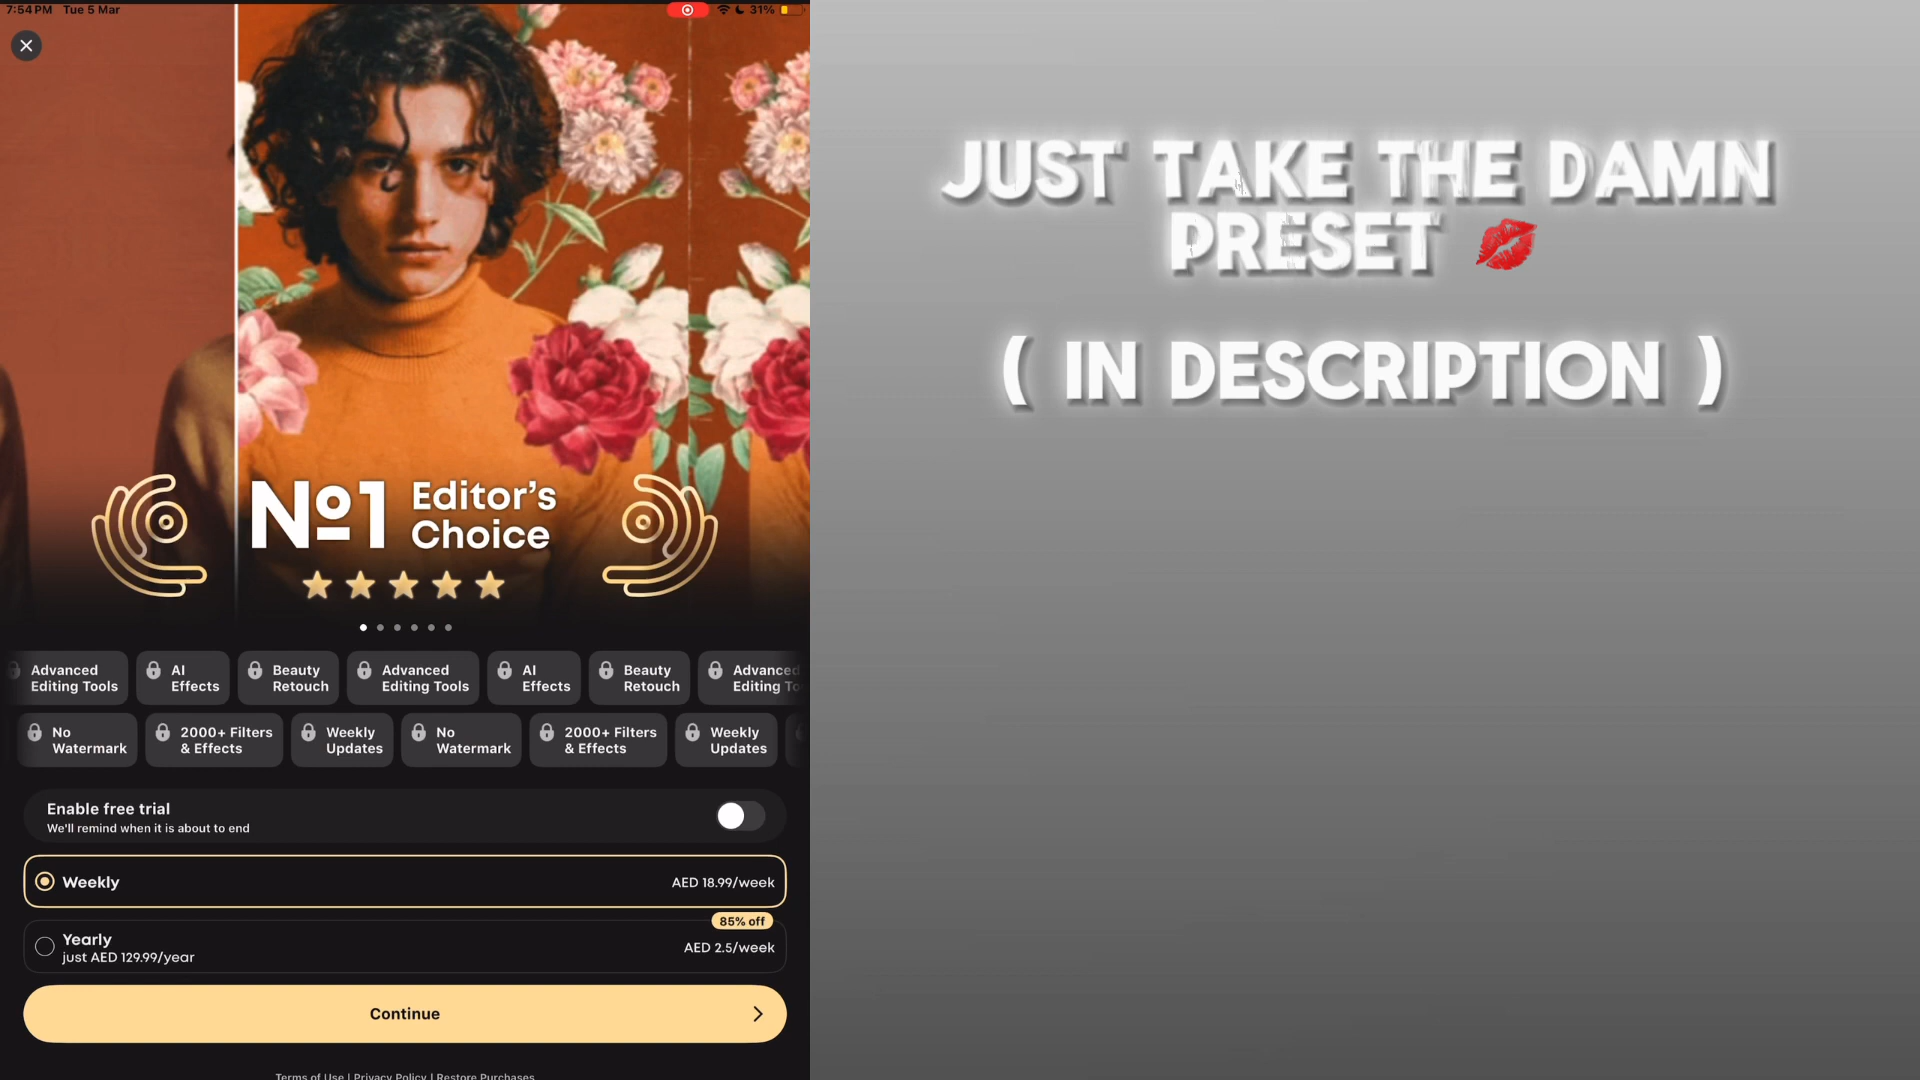 7:54 PM Tue 5 Mar
31%
JUST TAKE THE DAMN
PRESET 💋
( IN DESCRIPTION )
№1 Editor's
Choice
Advanced
Editing Tools
AI
Effects
Beauty
Retouch
Advanced
Editing Tools
AI
Effects
Beauty
Retouch
Advanced
Editing To
No
Watermark
2000+ Filters
& Effects
Weekly
Updates
No
Watermark
2000+ Filters
& Effects
Weekly
Updates
Enable free trial
We'll remind when it is about to end
Weekly
AED 18.99/week
85% off
Yearly
just AED 129.99/year
AED 2.5/week
Continue
Terms of Use | Privacy Policy | Restore Purchases